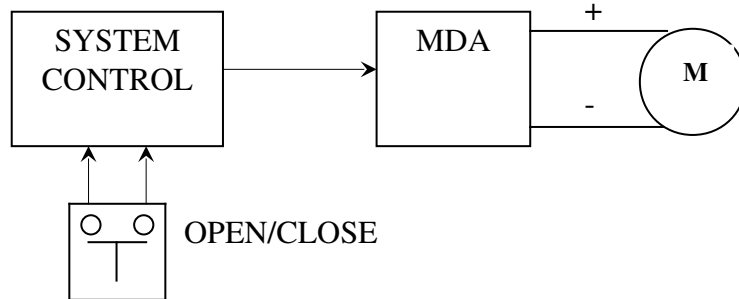 SYSTEM
CONTROL
MDA
+
-
M
OPEN/CLOSE